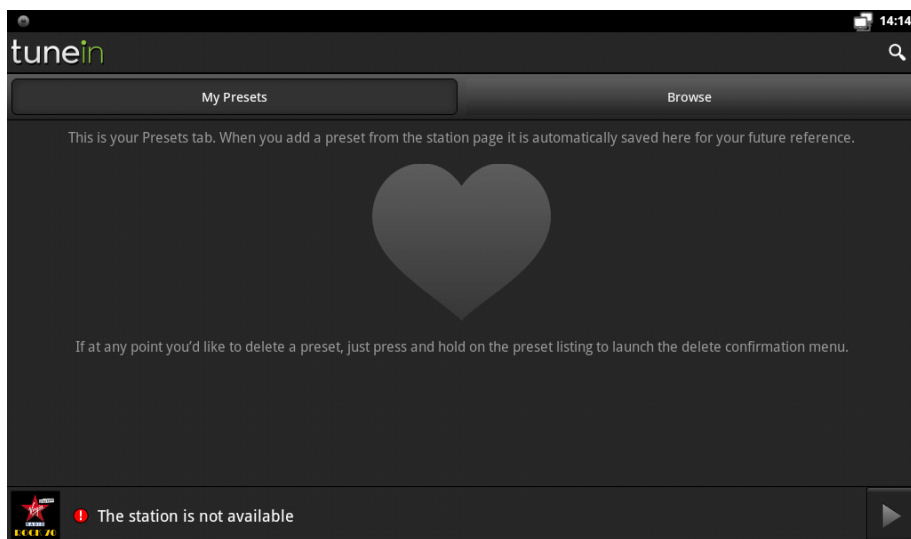 14:14
tunein
My Presets
Browse
This is your Presets tab. When you add a preset from the station page it is automatically saved here for your future reference.
If at any point you’d like to delete a preset, just press and hold on the preset listing to launch the delete confirmation menu.
Virgin
RADIO
ROCK 70
The station is not available